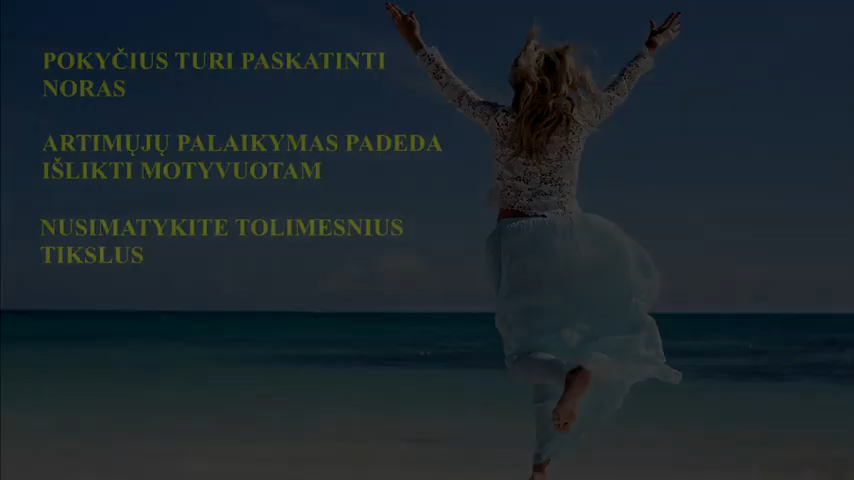 POKYČIUS TURI PASKATINTI
NORAS
ARTIMŲJŲ PALAIKYMAS PADEDA
IŠLIKTI MOTYVUOTAM
NUSIMATYKITE TOLIMESNIUS
TIKSLUS